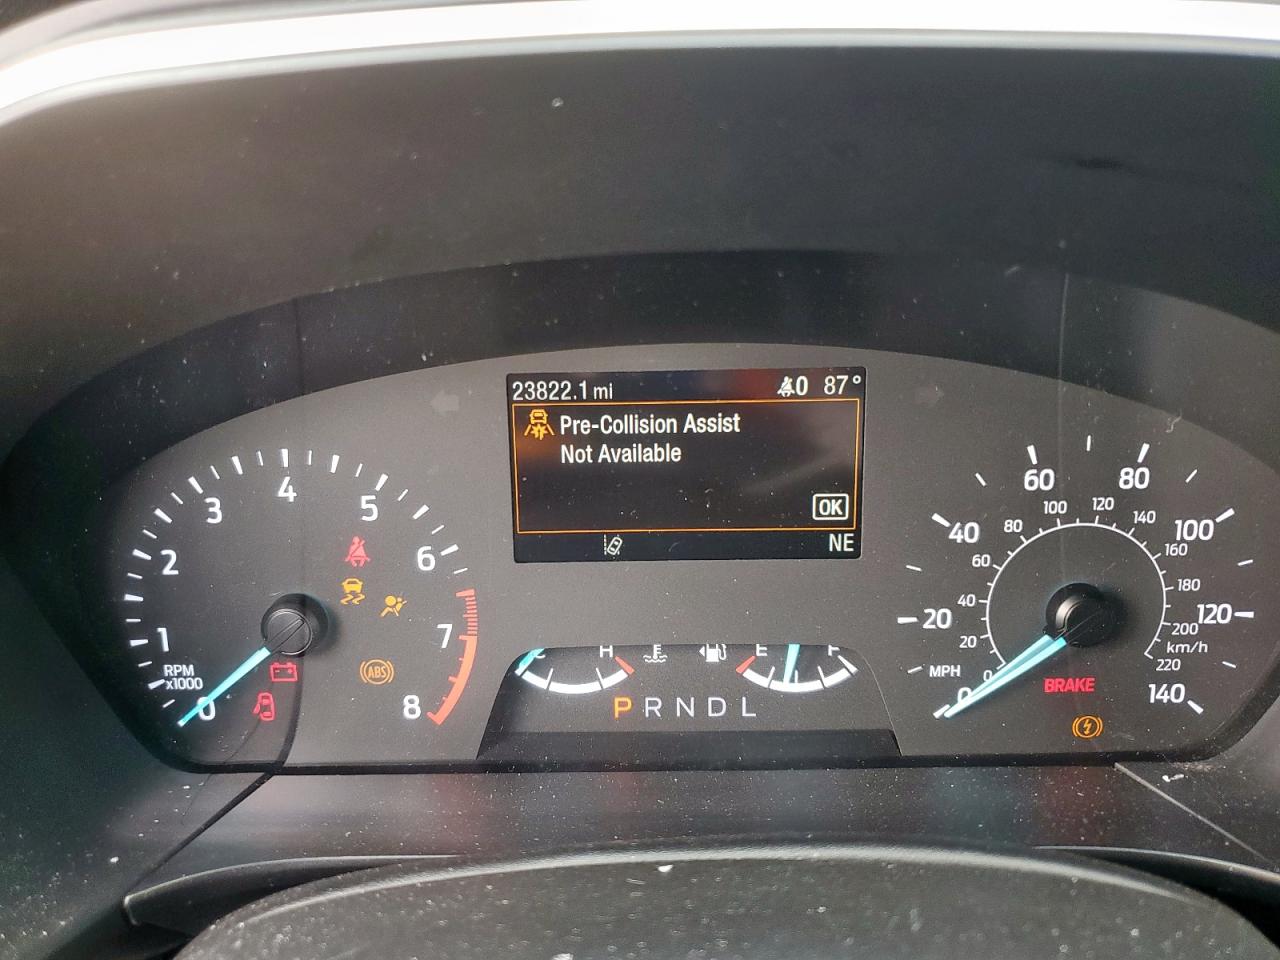 23822.1 mi 0 87°
Pre-Collision Assist
Not Available
OK
NE
0 1 2 3 4 5 6 7 8
RPM
x1000
ABS
C H
E F
P R N D L
0 20 40 60 80 100 120 140
0 20 40 60 80 100 120 140 160 180 200 220
MPH
km/h
BRAKE